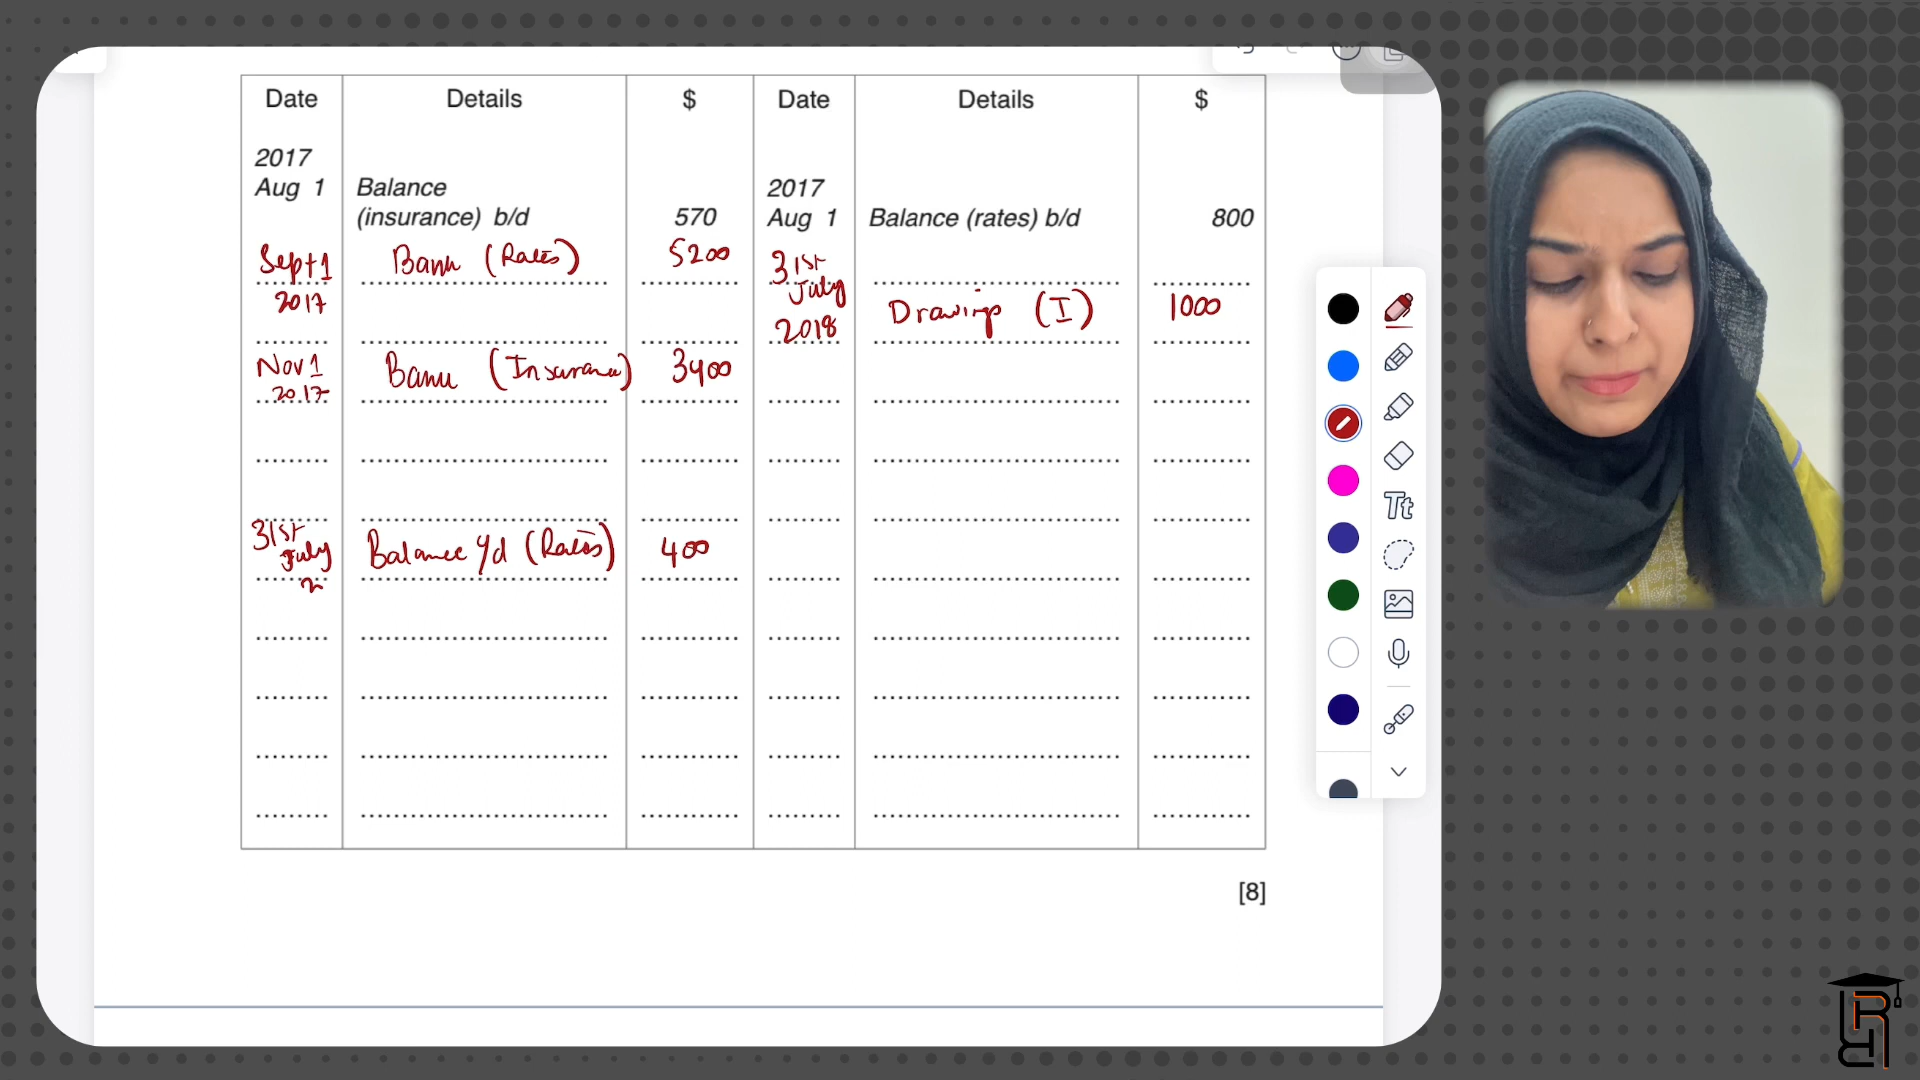 Date Details $ Date Details $
2017
Aug 1 Balance
(insurance) b/d 570
2017
Aug 1 Balance (rates) b/d 800
Sept 1
2017
Bank (Rates) 5200
31st
July
2018
Drawings (I) 1000
Nov 1
2017
Bank (Insurance) 3400
31st
July
2
Balance c/d (Rates) 400
[8]
Tt